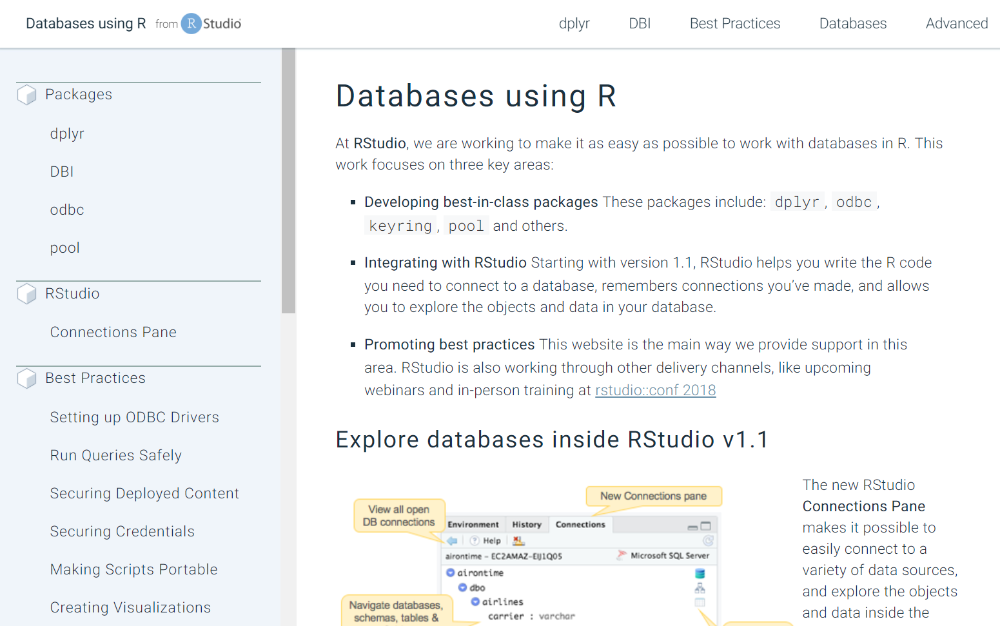 Databases using R from R Studio
dplyr
DBI
Best Practices
Databases
Advanced
Packages
dplyr
DBI
odbc
pool
RStudio
Connections Pane
Best Practices
Setting up ODBC Drivers
Run Queries Safely
Securing Deployed Content
Securing Credentials
Making Scripts Portable
Creating Visualizations
Databases using R
At RStudio, we are working to make it as easy as possible to work with databases in R. This
work focuses on three key areas:
Developing best-in-class packages These packages include: dplyr, odbc,
keyring, pool and others.
Integrating with RStudio Starting with version 1.1, RStudio helps you write the R code
you need to connect to a database, remembers connections you’ve made, and allows
you to explore the objects and data in your database.
Promoting best practices This website is the main way we provide support in this
area. RStudio is also working through other delivery channels, like upcoming
webinars and in-person training at rstudio::conf 2018
Explore databases inside RStudio v1.1
New Connections pane
View all open
DB connections
Environment History Connections
Help
airontime - EC2AMAZ-EIJ1Q05 Microsoft SQL Server
airontime
dbo
airlines
carrier : varchar
Navigate databases,
schemas, tables &
The new RStudio
Connections Pane
makes it possible to
easily connect to a
variety of data sources,
and explore the objects
and data inside the